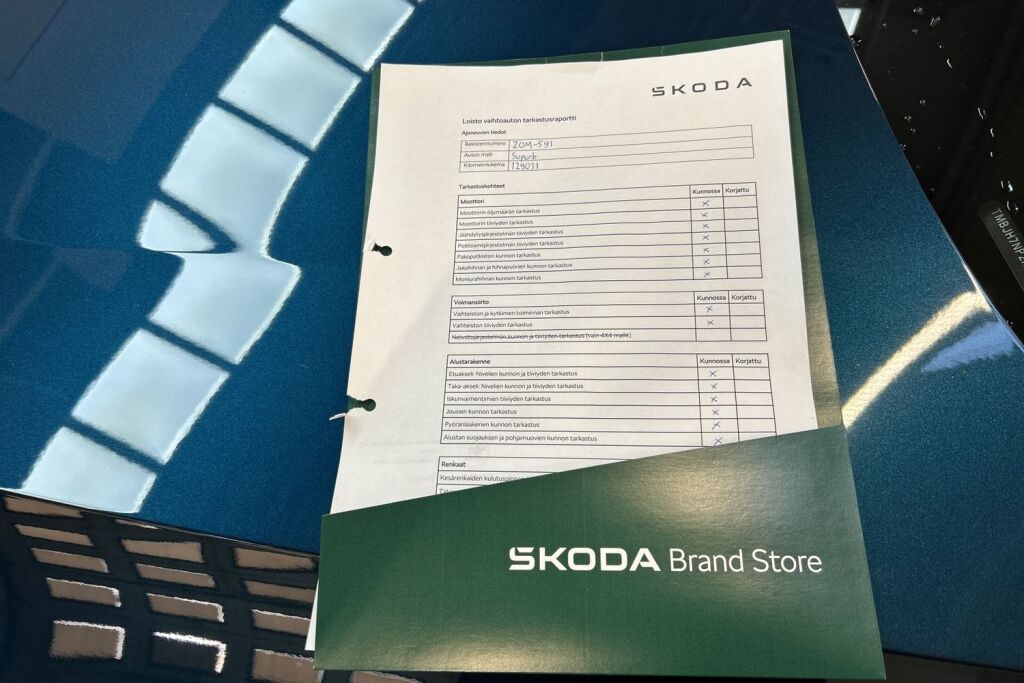 SKODA
Loisto vaihtoauton tarkastusraportti
Ajoneuvon tiedot
Rekisterinumero ZOM-591
Auton malli Superb
Kilometrilukema 129031
Tarkastuskohteet
Moottori Kunnossa Korjattu
Moottorin öljymäärän tarkastus x
Moottorin tiiviyden tarkastus x
Jäähdytysjärjestelmän tiiviyden tarkastus x
Polttoainejärjestelmän tiiviyden tarkastus x
Pakoputkiston kunnon tarkastus x
Jakohihnan ja hihnapyörien kunnon tarkastus x
Moniurahihnan kunnon tarkastus x
Voimansiirto Kunnossa Korjattu
Vaihteiston ja kytkimen toiminnan tarkastus x
Vaihteiston tiiviyden tarkastus x
Nelivetojärjestelmän kunnon ja tiiviyden tarkastus (vain 4X4 malli)
Alustarakenne Kunnossa Korjattu
Etuakseli: Nivelien kunnon ja tiiviyden tarkastus x
Taka-akseli: Nivelien kunnon ja tiiviyden tarkastus x
Iskunvaimentimien tiiviyden tarkastus x
Jousien kunnon tarkastus x
Pyöränlaakerien kunnon tarkastus x
Alustan suojauksen ja pohjamuovien kunnon tarkastus x
Renkaat
Kesärenkaiden
SKODA Brand Store